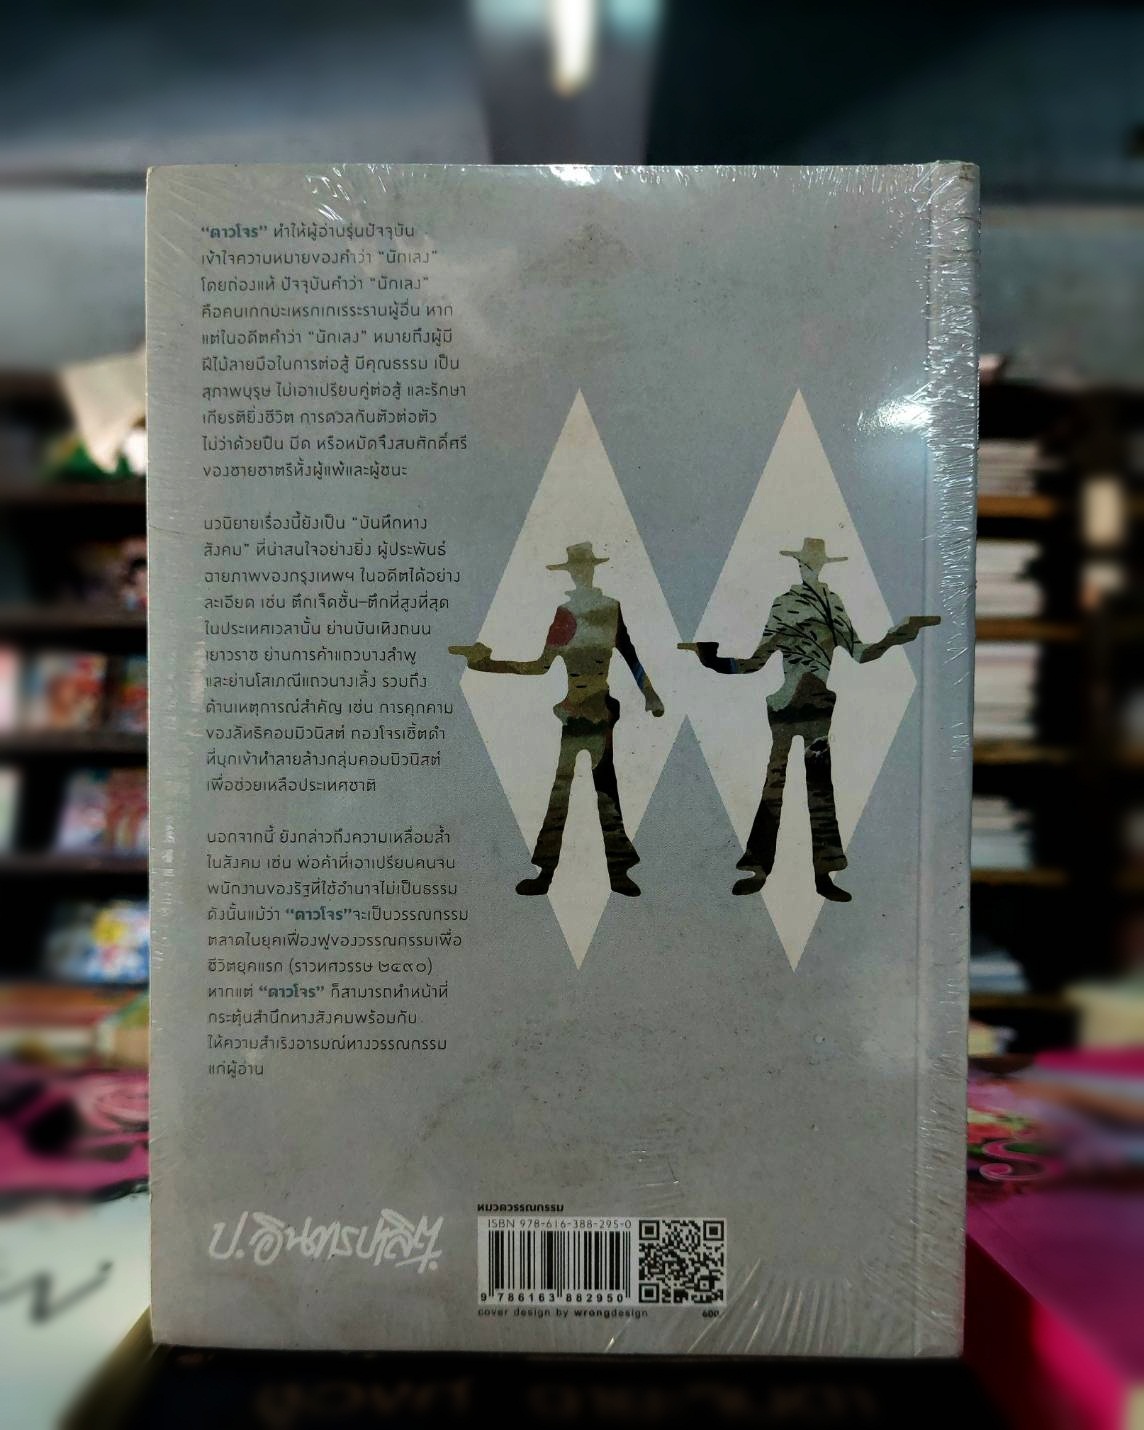 “ดาวโจร” ทำให้ผู้อ่านรุ่นปัจจุบัน
เข้าใจความหมายของคำว่า “นักเลง”
โดยถ่องแท้ ปัจจุบันคำว่า “นักเลง”
คือคนเกกมะเหรกเกเรระรานผู้อื่น หาก
แต่ในอดีตคำว่า “นักเลง” หมายถึงผู้มี
ฝีไม้ลายมือในการต่อสู้ มีคุณธรรม เป็น
สุภาพบุรุษ ไม่เอาเปรียบคู่ต่อสู้ และรักษา
เกียรติยิ่งชีวิต การดวลกันตัวต่อตัว
ไม่ว่าด้วยปืน มีด หรือหมัดจึงสมศักดิ์ศรี
ของชายชาตรีทั้งผู้แพ้และผู้ชนะ
นวนิยายเรื่องนี้ยังเป็น “บันทึกทาง
สังคม” ที่น่าสนใจอย่างยิ่ง ผู้ประพันธ์
ฉายภาพของกรุงเทพฯ ในอดีตได้อย่าง
ละเอียด เช่น ตึกเจ็ดชั้น–ตึกที่สูงที่สุด
ในประเทศเวลานั้น ย่านบันเทิงถนน
เยาวราช ย่านการค้าแถวบางลำพู
และย่านโสเภณีแถวบางเลิ้ง รวมถึง
ด้านเหตุการณ์สำคัญ เช่น การคุกคาม
ของลัทธิคอมมิวนิสต์ กองโจรเชิ้ตดำ
ที่บุกเข้าทำลายล้างกลุ่มคอมมิวนิสต์
เพื่อช่วยเหลือประเทศชาติ
นอกจากนี้ ยังกล่าวถึงความเหลื่อมล้ำ
ในสังคม เช่น พ่อค้าที่เอาเปรียบคนจน
พนักงานของรัฐที่ใช้อำนาจไม่เป็นธรรม
ดังนั้นแม้ว่า “ดาวโจร”จะเป็นวรรณกรรม
ตลาดในยุคเฟื่องฟูของวรรณกรรมเพื่อ
ชีวิตยุคแรก (ราวทศวรรษ ๒๔๙๐)
หากแต่ “ดาวโจร” ก็สามารถทำหน้าที่
กระตุ้นสำนึกทางสังคมพร้อมกับ
ให้ความสำเริงอารมณ์ทางวรรณกรรม
แก่ผู้อ่าน
ป. อินทรปาลิต
หมวดวรรณกรรม
ISBN 978-616-388-295-0
9 786163 882950
cover design by wrongdesign
600.